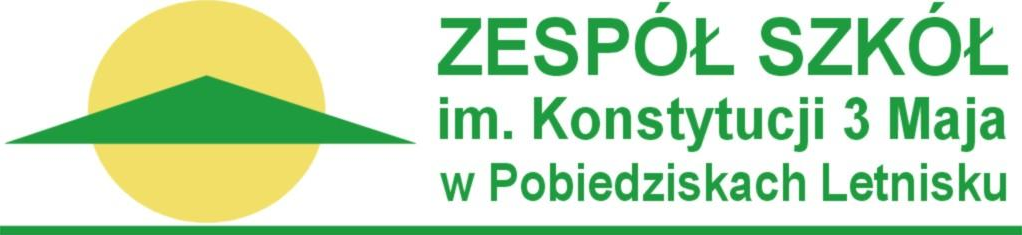 ZESPÓŁ SZKÓŁ
im. Konstytucji 3 Maja
w Pobiedziskach Letnisku